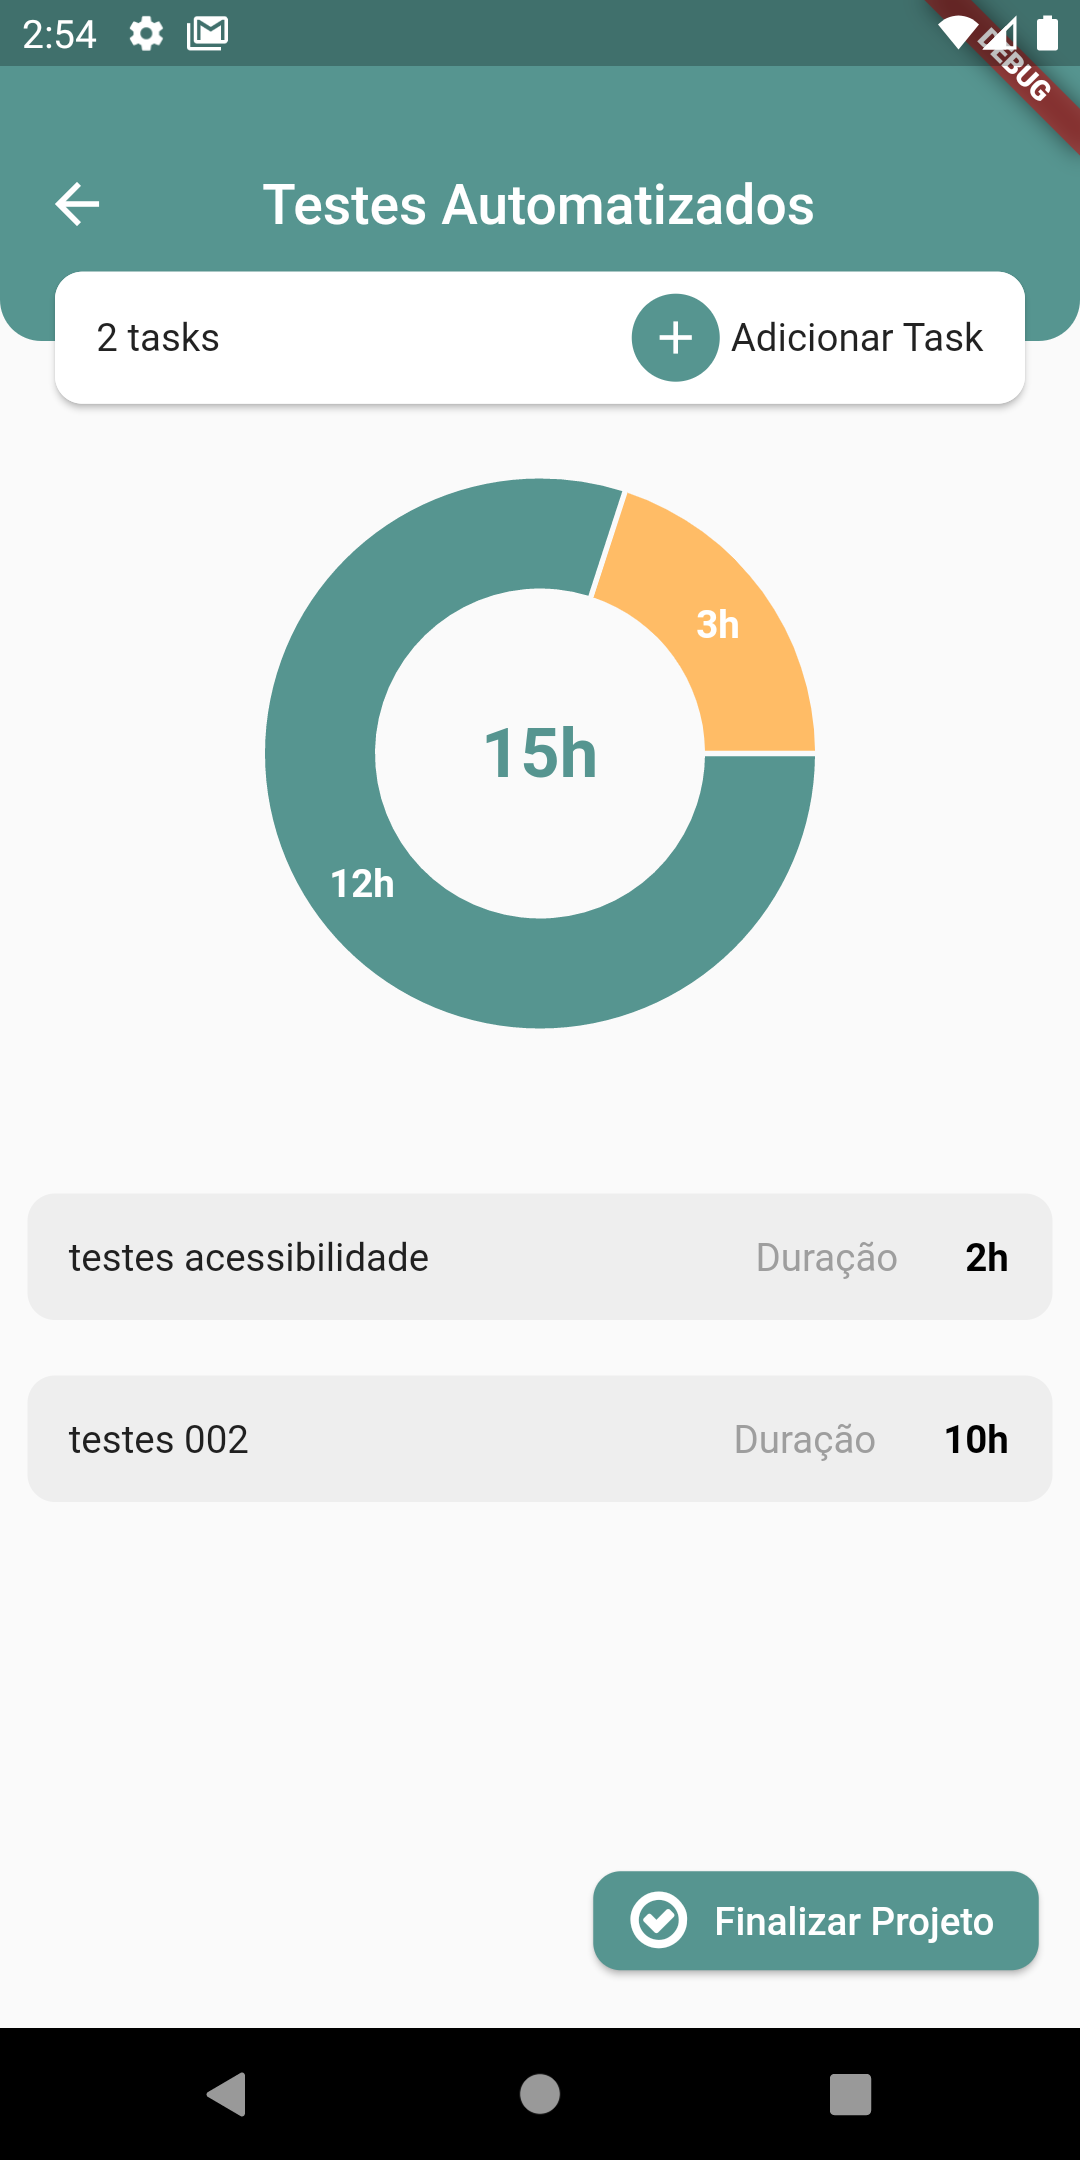 2:54
DEBUG
Testes Automatizados
2 tasks
Adicionar Task
3h
15h
12h
testes acessibilidade Duração 2h
testes 002 Duração 10h
Finalizar Projeto